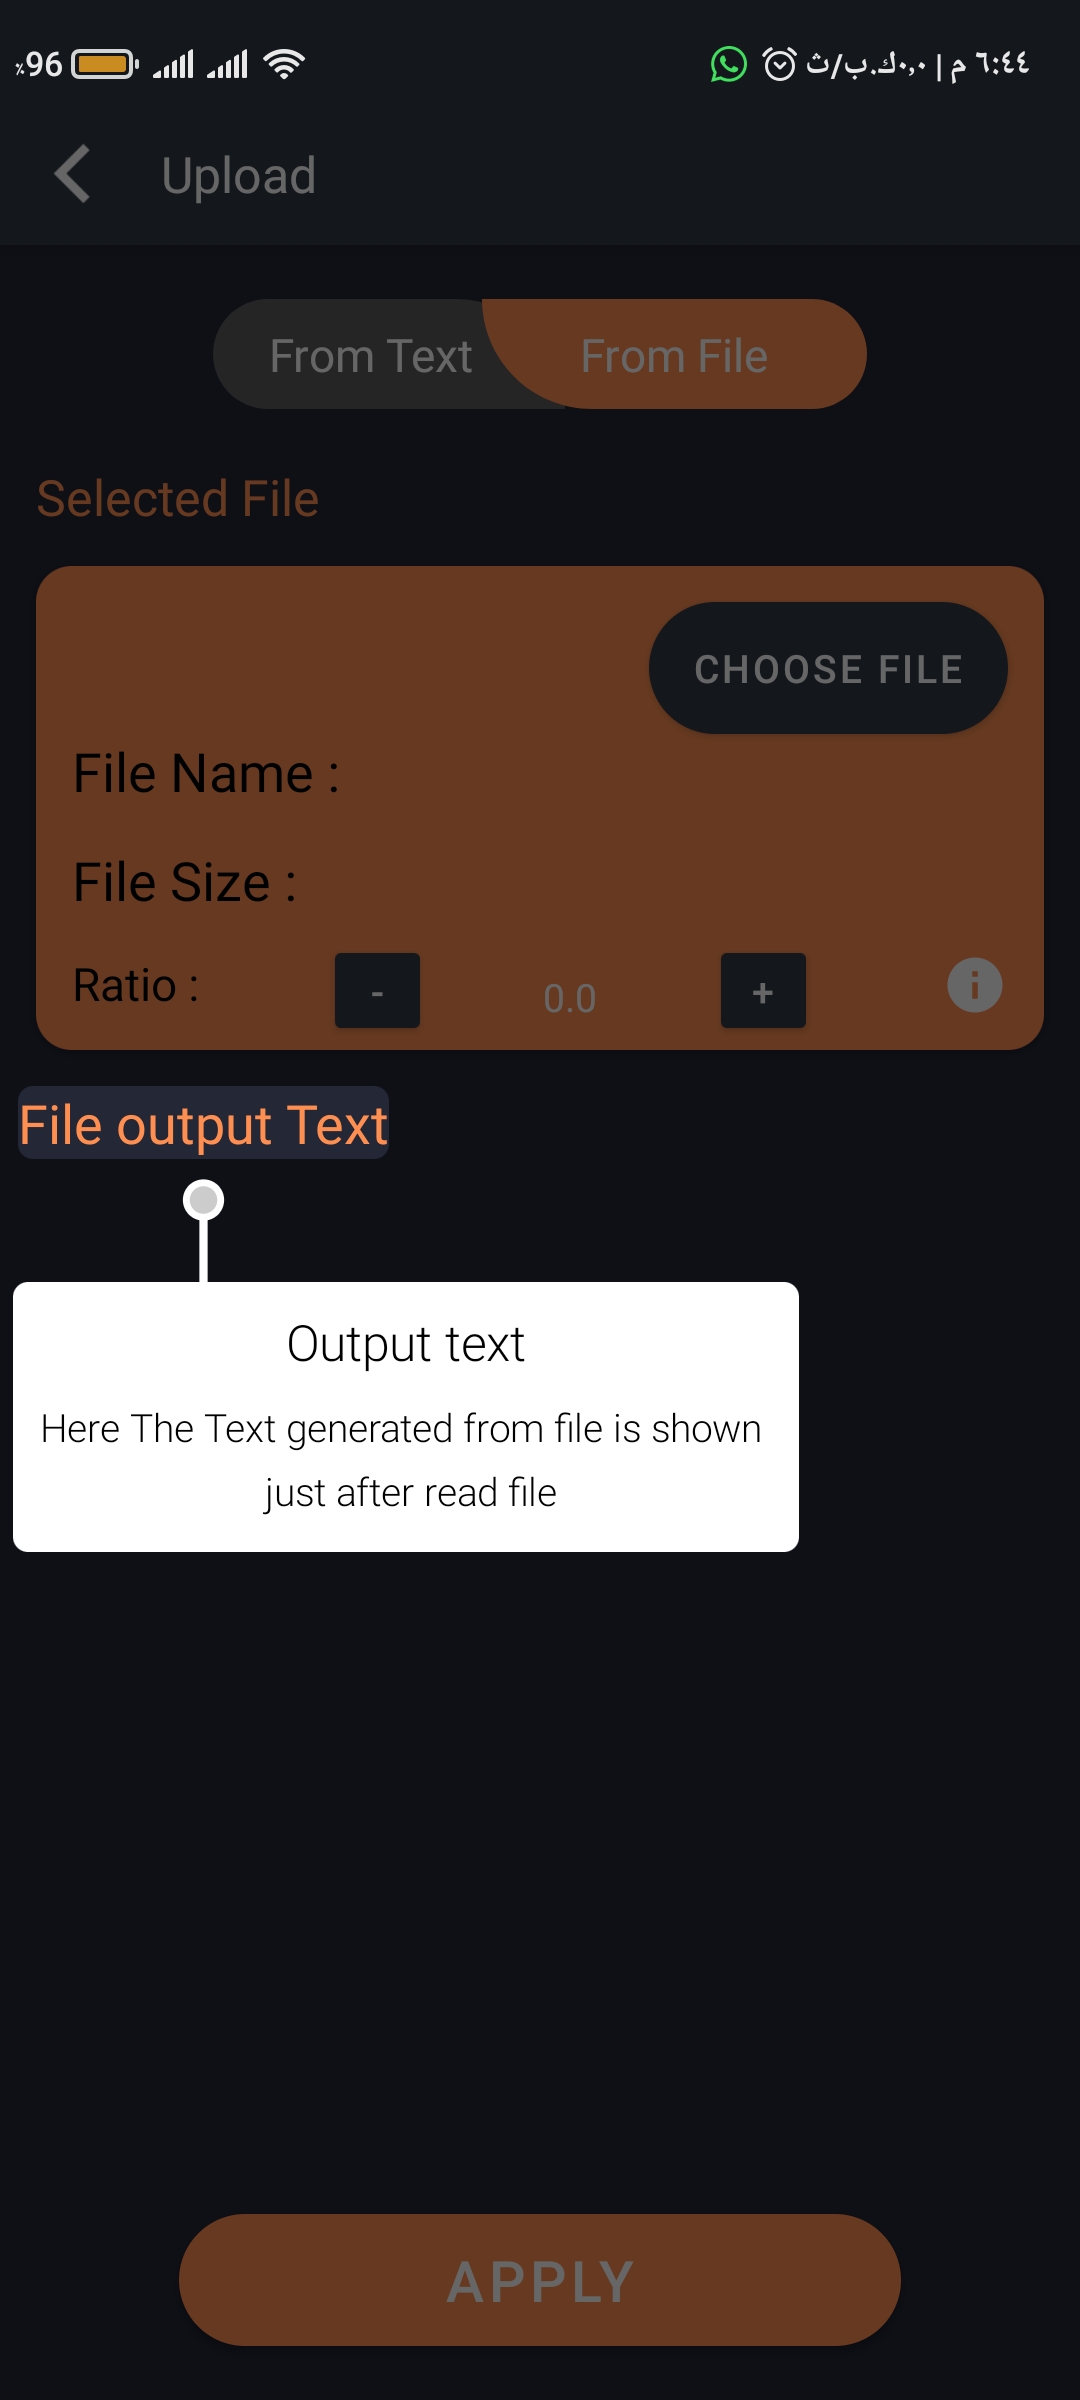 ٪96 ٦:٤٤ م | ٠,٠ك.ب/ث
Upload
From Text From File
Selected File
CHOOSE FILE
File Name :
File Size :
Ratio : - 0.0 +
File output Text
Output text
Here The Text generated from file is shown
just after read file
APPLY